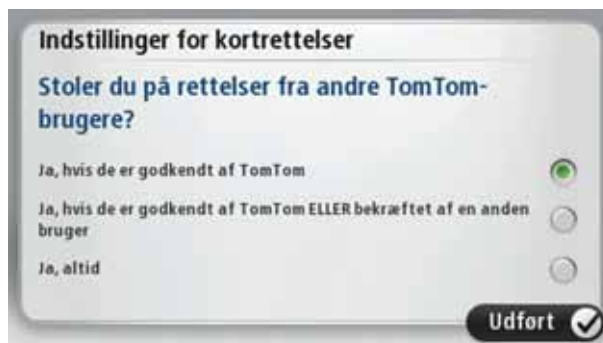 Indstillinger for kortrettelser
Stoler du på rettelser fra andre TomTom-
brugere?
Ja, hvis de er godkendt af TomTom
Ja, hvis de er godkendt af TomTom ELLER bekræftet af en anden
bruger
Ja, altid
Udført